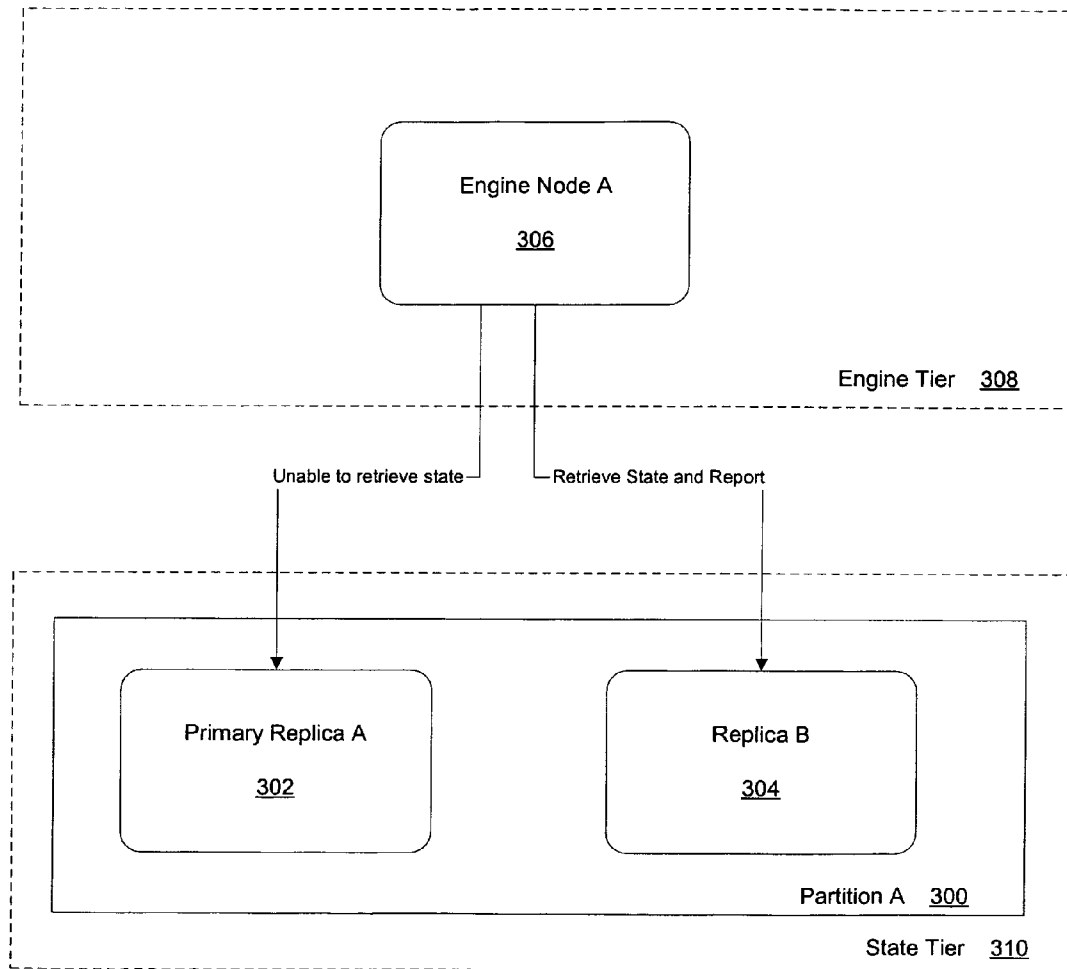 Engine Node A
306
Engine Tier 308
Unable to retrieve state
Retrieve State and Report
Primary Replica A
302
Replica B
304
Partition A 300
State Tier 310